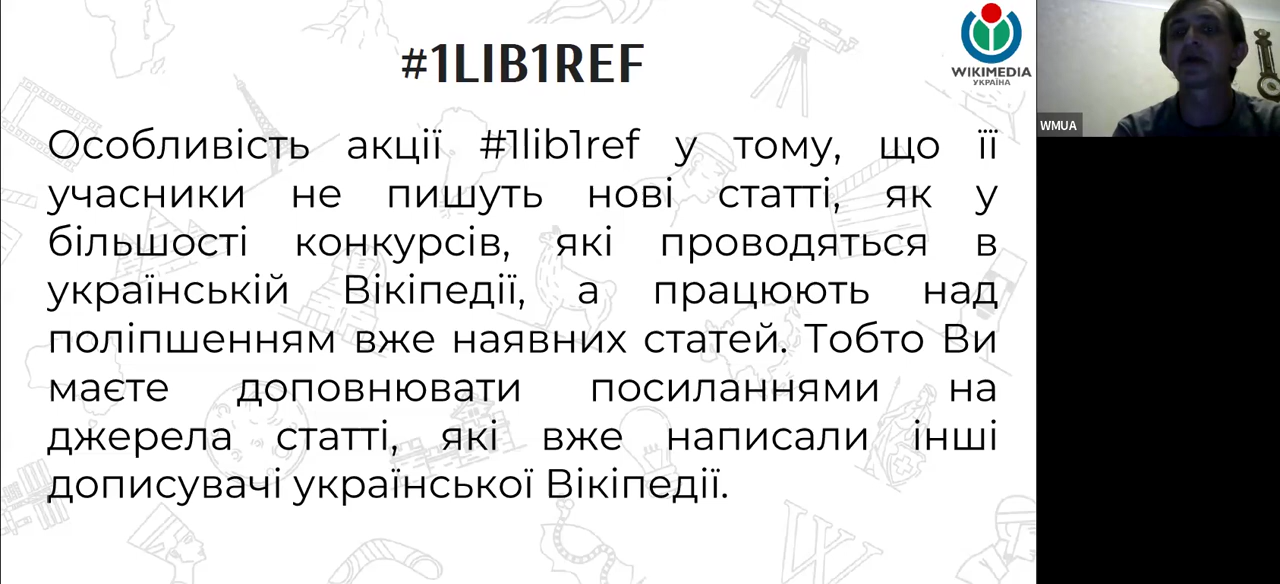 #1LIB1REF
WIKIMEDIA
УКРАЇНА
Особливість акції #1lib1ref у тому, що її
учасники не пишуть нові статті, як у
більшості конкурсів, які проводяться в
українській Вікіпедії, а працюють над
поліпшенням вже наявних статей. Тобто Ви
маєте доповнювати посиланнями на
джерела статті, які вже написали інші
дописувачі української Вікіпедії.
WMUA